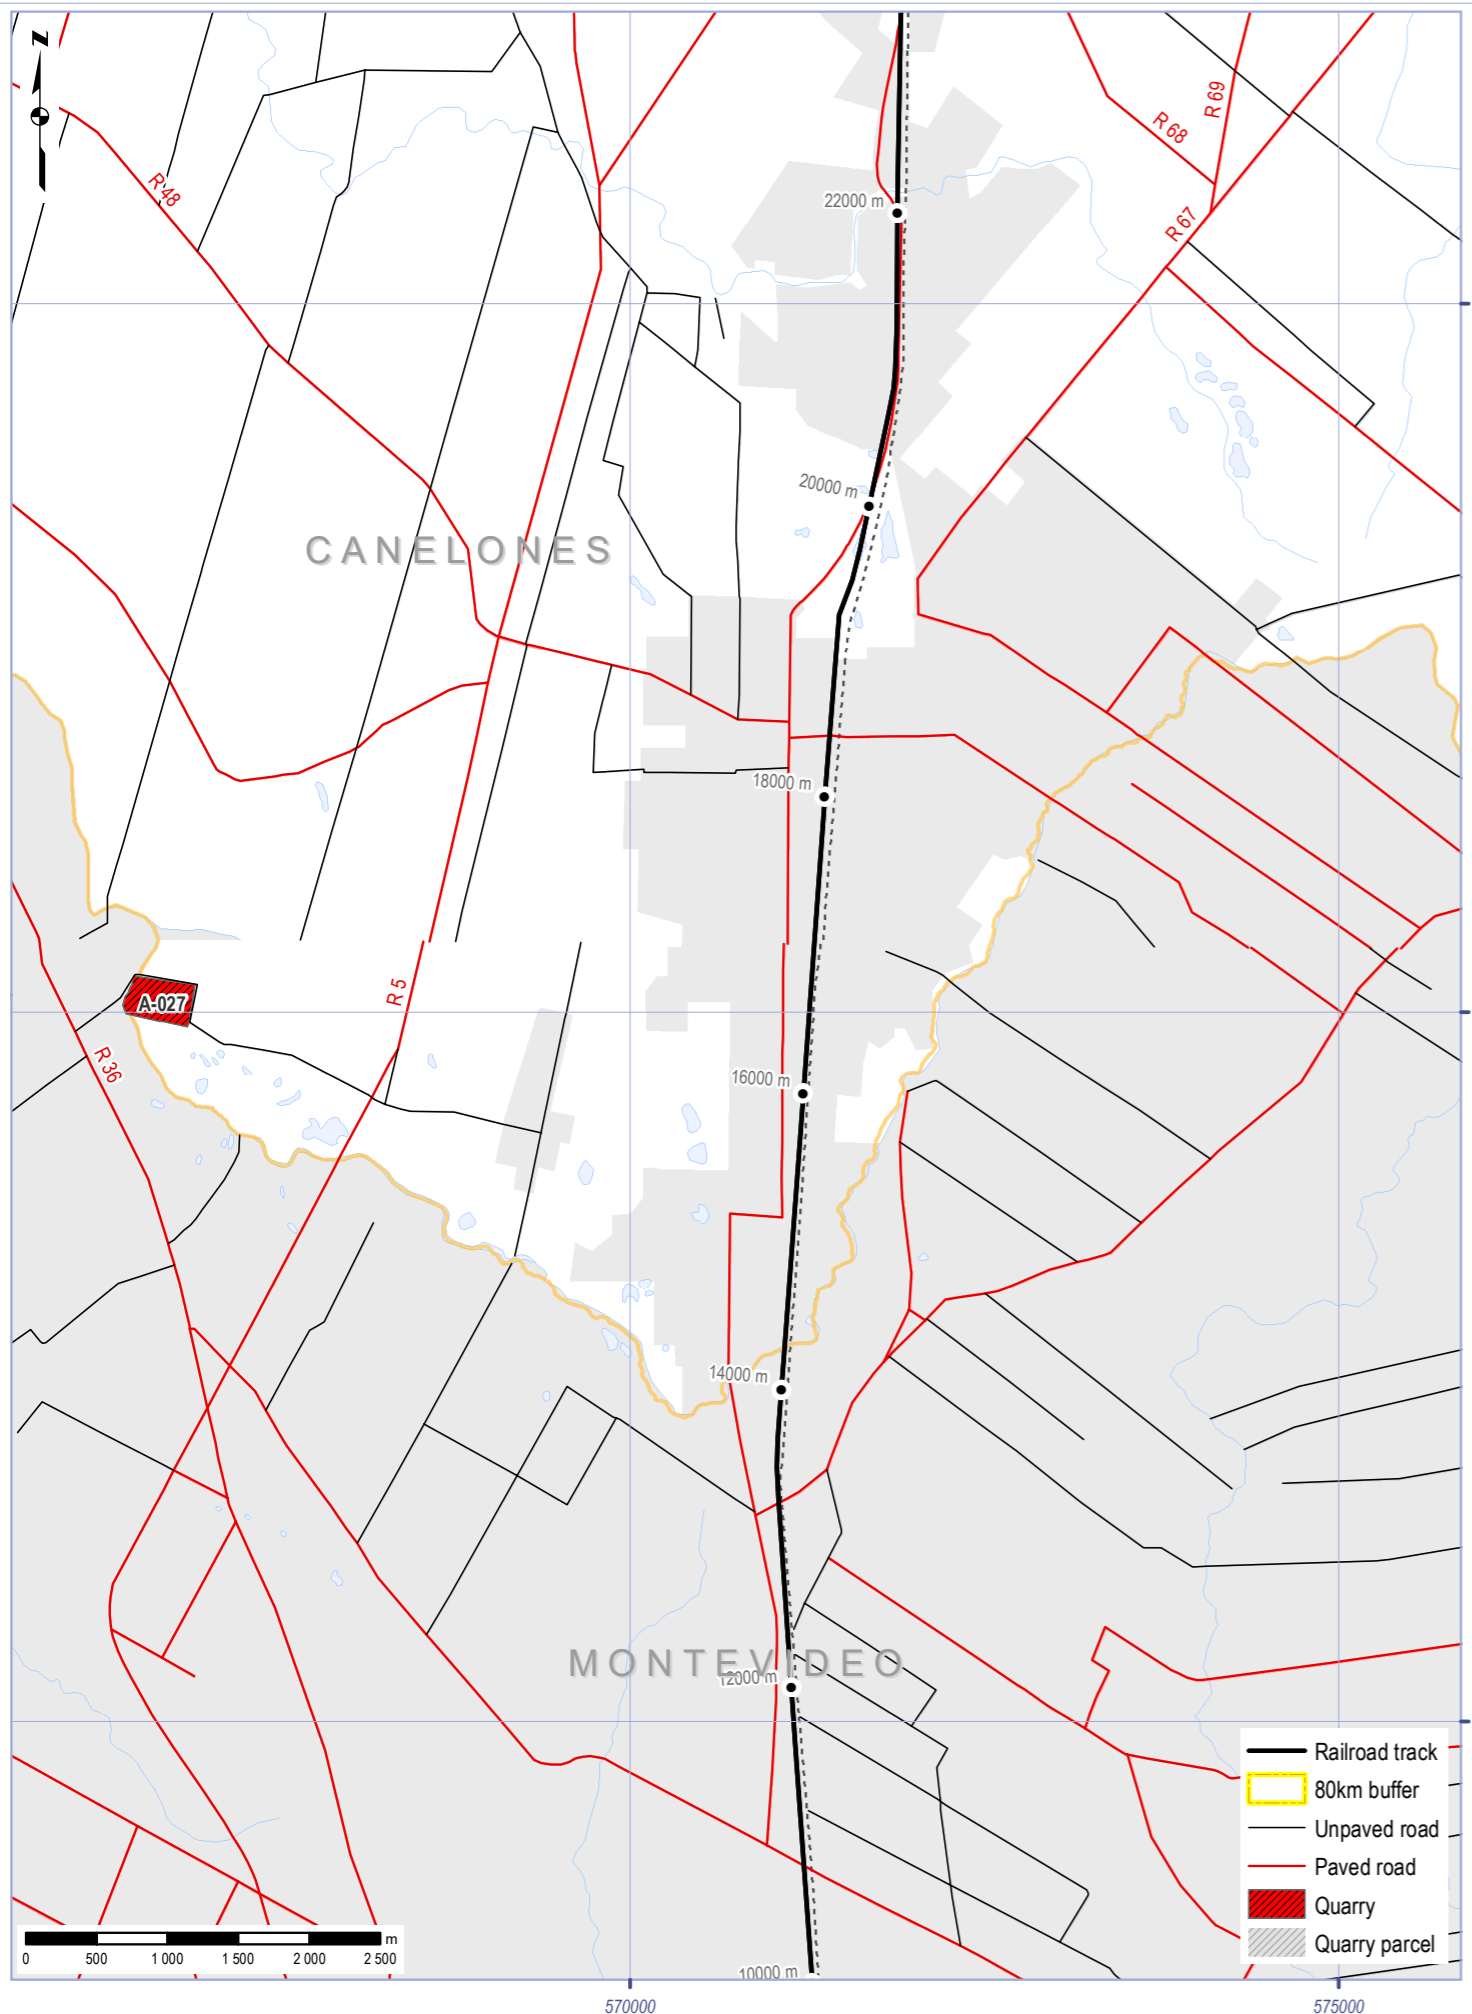 N
R 69
R 68
R 48
22000 m
R 67
20000 m
CANELONES
18000 m
R 5
A-027
R 36
16000 m
14000 m
MONTEVIDEO
12000 m
10000 m
Railroad track
80km buffer
Unpaved road
Paved road
Quarry
Quarry parcel
m
0 500 1 000 1 500 2 000 2 500
570000 575000